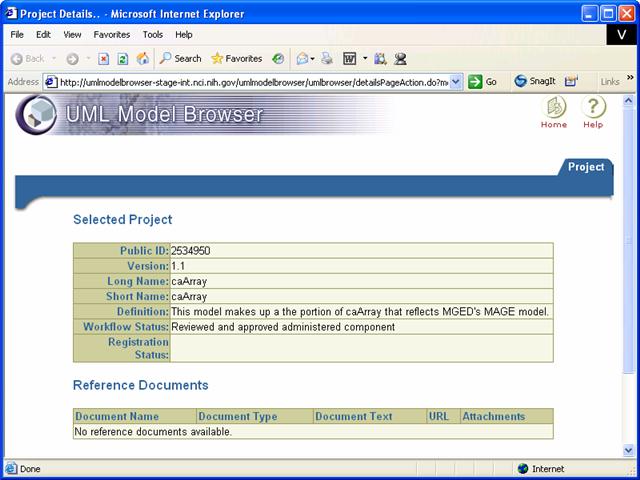 Project Details.. - Microsoft Internet Explorer
File Edit View Favorites Tools Help
Back Search Favorites
Address http://umlmodelbrowser-stage-int.nci.nih.gov/umlmodelbrowser/umlbrowser/detailsPageAction.do?m Go SnagIt Links »
UML Model Browser
Home Help
Project
Selected Project
Public ID: 2534950
Version: 1.1
Long Name: caArray
Short Name: caArray
Definition: This model makes up a the portion of caArray that reflects MGED's MAGE model.
Workflow Status: Reviewed and approved administered component
Registration
Status:
Reference Documents
Document Name Document Type Document Text URL Attachments
No reference documents available.
Done Internet